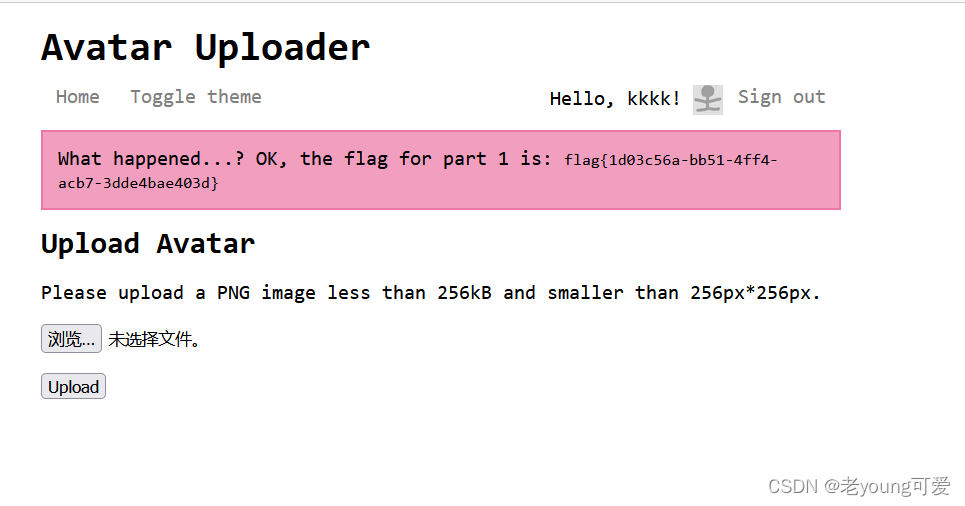 Avatar Uploader
Home Toggle theme Hello, kkkk! Sign out
What happened...? OK, the flag for part 1 is: flag{1d03c56a-bb51-4ff4-
acb7-3dde4bae403d}
Upload Avatar
Please upload a PNG image less than 256kB and smaller than 256px*256px.
浏览... 未选择文件。
Upload
CSDN @老young可爱